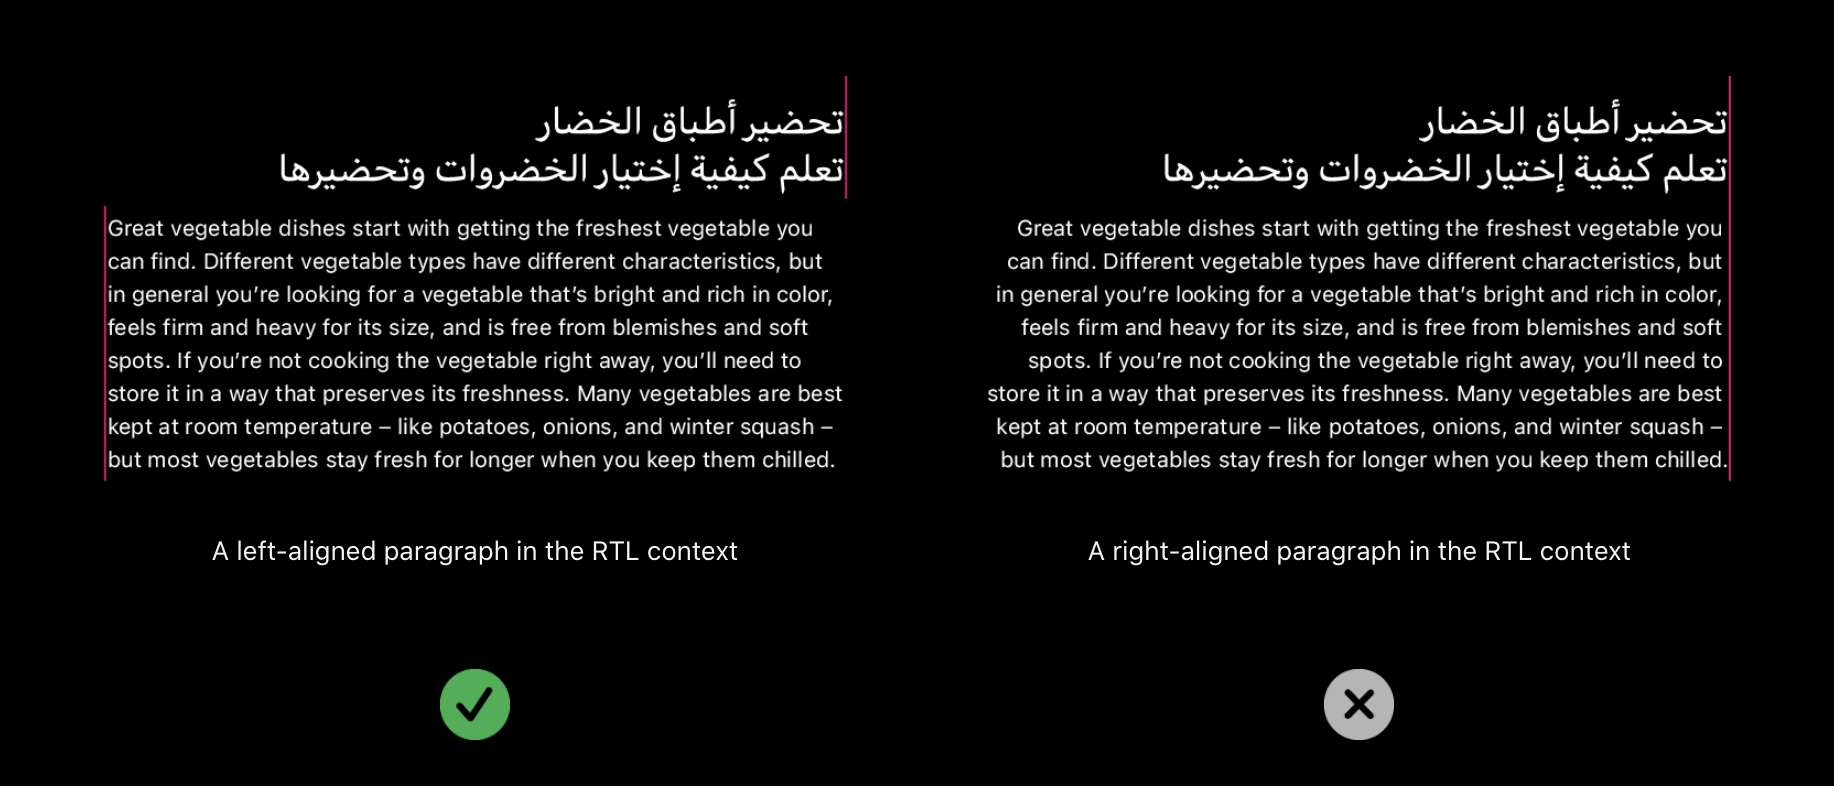 تحضير أطباق الخضار
تعلم كيفية إختيار الخضروات وتحضيرها
Great vegetable dishes start with getting the freshest vegetable you
can find. Different vegetable types have different characteristics, but
in general you’re looking for a vegetable that’s bright and rich in color,
feels firm and heavy for its size, and is free from blemishes and soft
spots. If you’re not cooking the vegetable right away, you’ll need to
store it in a way that preserves its freshness. Many vegetables are best
kept at room temperature – like potatoes, onions, and winter squash –
but most vegetables stay fresh for longer when you keep them chilled.
A left-aligned paragraph in the RTL context
تحضير أطباق الخضار
تعلم كيفية إختيار الخضروات وتحضيرها
Great vegetable dishes start with getting the freshest vegetable you
can find. Different vegetable types have different characteristics, but
in general you’re looking for a vegetable that’s bright and rich in color,
feels firm and heavy for its size, and is free from blemishes and soft
spots. If you’re not cooking the vegetable right away, you’ll need to
store it in a way that preserves its freshness. Many vegetables are best
kept at room temperature – like potatoes, onions, and winter squash –
but most vegetables stay fresh for longer when you keep them chilled.
A right-aligned paragraph in the RTL context